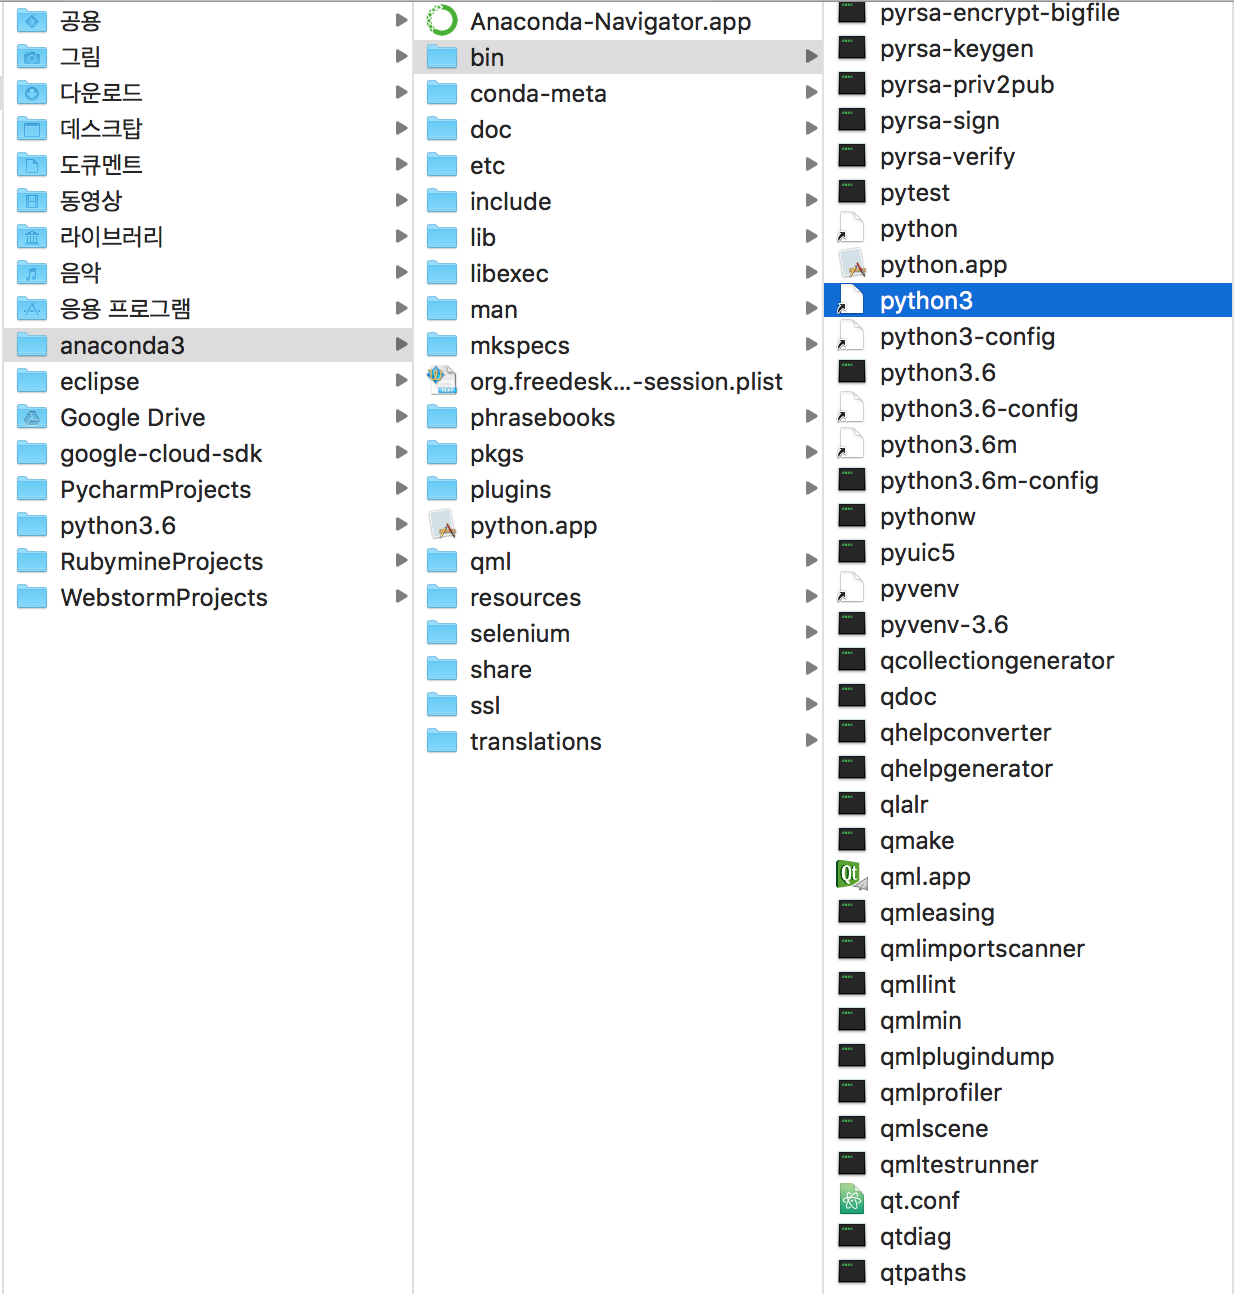 공용
그림
다운로드
데스크탑
도큐멘트
동영상
라이브러리
음악
응용 프로그램
anaconda3
eclipse
Google Drive
google-cloud-sdk
PycharmProjects
python3.6
RubymineProjects
WebstormProjects
Anaconda-Navigator.app
bin
conda-meta
doc
etc
include
lib
libexec
man
mkspecs
org.freedesk...-session.plist
phrasebooks
pkgs
plugins
python.app
qml
resources
selenium
share
ssl
translations
pyrsa-encrypt-bigfile
pyrsa-keygen
pyrsa-priv2pub
pyrsa-sign
pyrsa-verify
pytest
python
python.app
python3
python3-config
python3.6
python3.6-config
python3.6m
python3.6m-config
pythonw
pyuic5
pyvenv
pyvenv-3.6
qcollectiongenerator
qdoc
qhelpconverter
qhelpgenerator
qlalr
qmake
qml.app
qmleasing
qmlimportscanner
qmllint
qmlmin
qmlplugindump
qmlprofiler
qmlscene
qmltestrunner
qt.conf
qtdiag
qtpaths